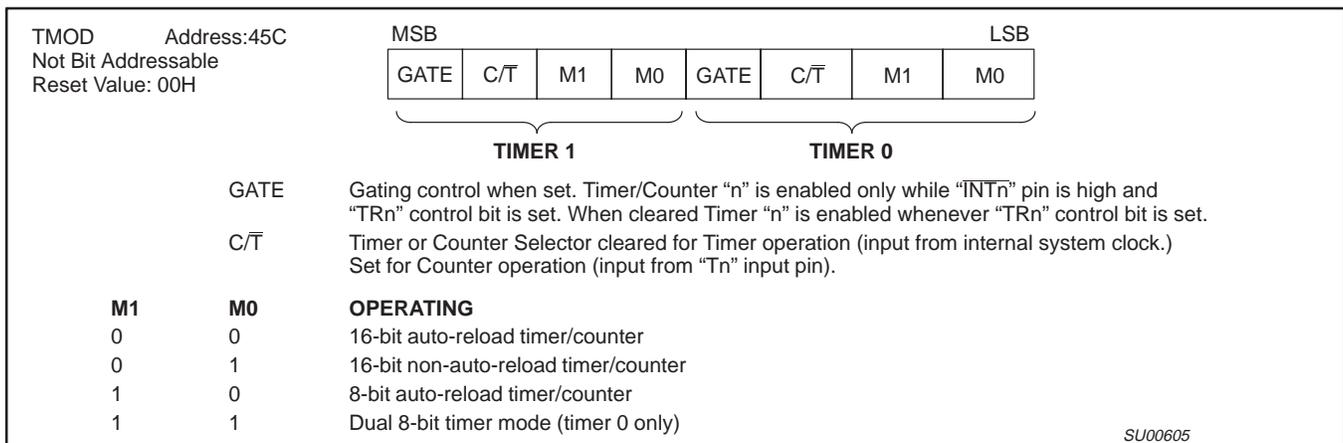 TMOD Address:45C
Not Bit Addressable
Reset Value: 00H
MSB LSB
GATE C/T̅ M1 M0 GATE C/T̅ M1 M0
TIMER 1 TIMER 0
GATE Gating control when set. Timer/Counter “n” is enabled only while “I̅N̅T̅n̅” pin is high and
“TRn” control bit is set. When cleared Timer “n” is enabled whenever “TRn” control bit is set.
C/T̅ Timer or Counter Selector cleared for Timer operation (input from internal system clock.)
Set for Counter operation (input from “Tn” input pin).
M1 M0 OPERATING
0 0 16-bit auto-reload timer/counter
0 1 16-bit non-auto-reload timer/counter
1 0 8-bit auto-reload timer/counter
1 1 Dual 8-bit timer mode (timer 0 only)
SU00605